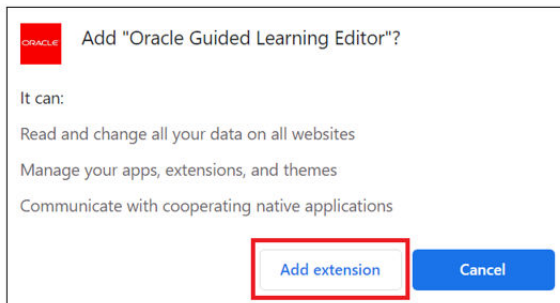 ORACLE
Add "Oracle Guided Learning Editor"?
It can:
Read and change all your data on all websites
Manage your apps, extensions, and themes
Communicate with cooperating native applications
Add extension
Cancel